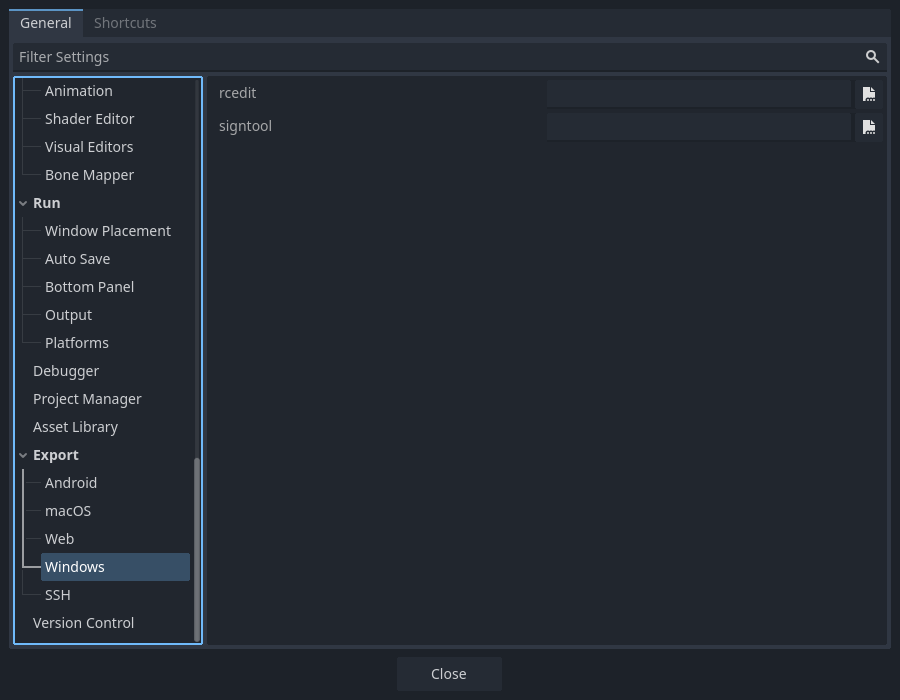 General Shortcuts
Filter Settings
Animation
Shader Editor
Visual Editors
Bone Mapper
Run
Window Placement
Auto Save
Bottom Panel
Output
Platforms
Debugger
Project Manager
Asset Library
Export
Android
macOS
Web
Windows
SSH
Version Control
rcedit
signtool
Close